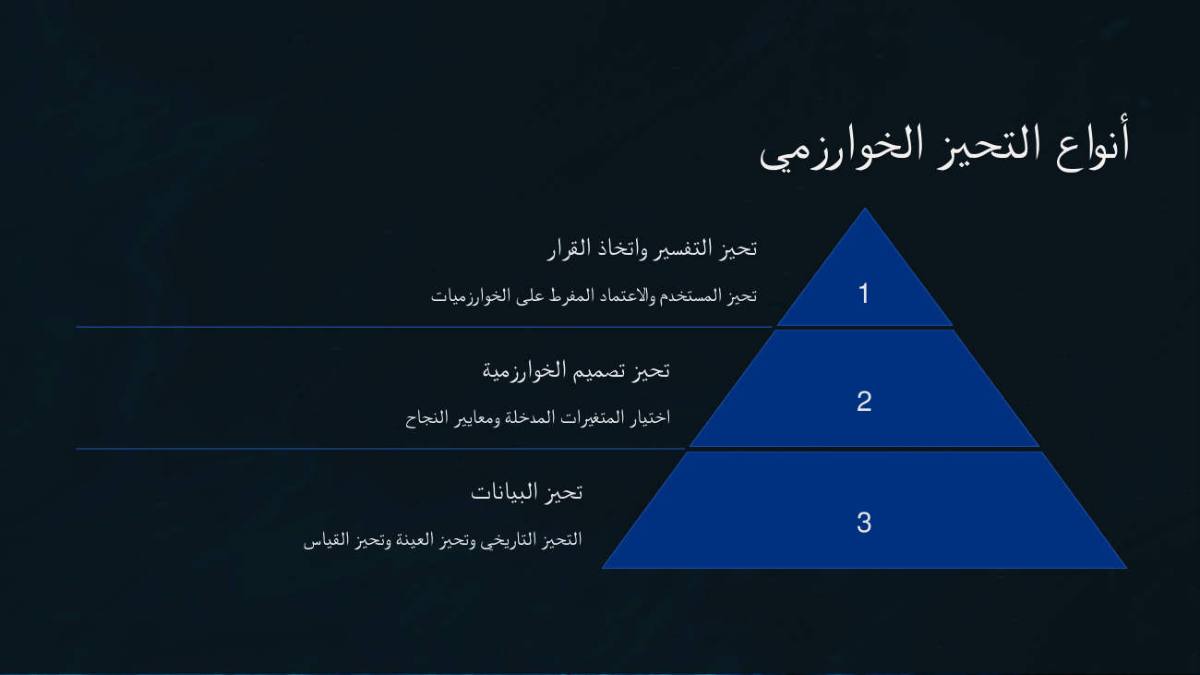 أنواع التحيز الخوارزمي
تحيز التفسير واتخاذ القرار
تحيز المستخدم والاعتماد المفرط على الخوارزميات
1
تحيز تصميم الخوارزمية
اختيار المتغيرات المدخلة ومعايير النجاح
2
تحيز البيانات
التحيز التاريخي وتحيز العينة وتحيز القياس
3